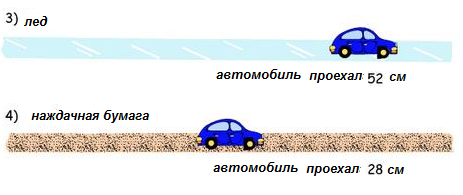 3) лед
автомобиль проехал 52 см
4) наждачная бумага
автомобиль проехал 28 см